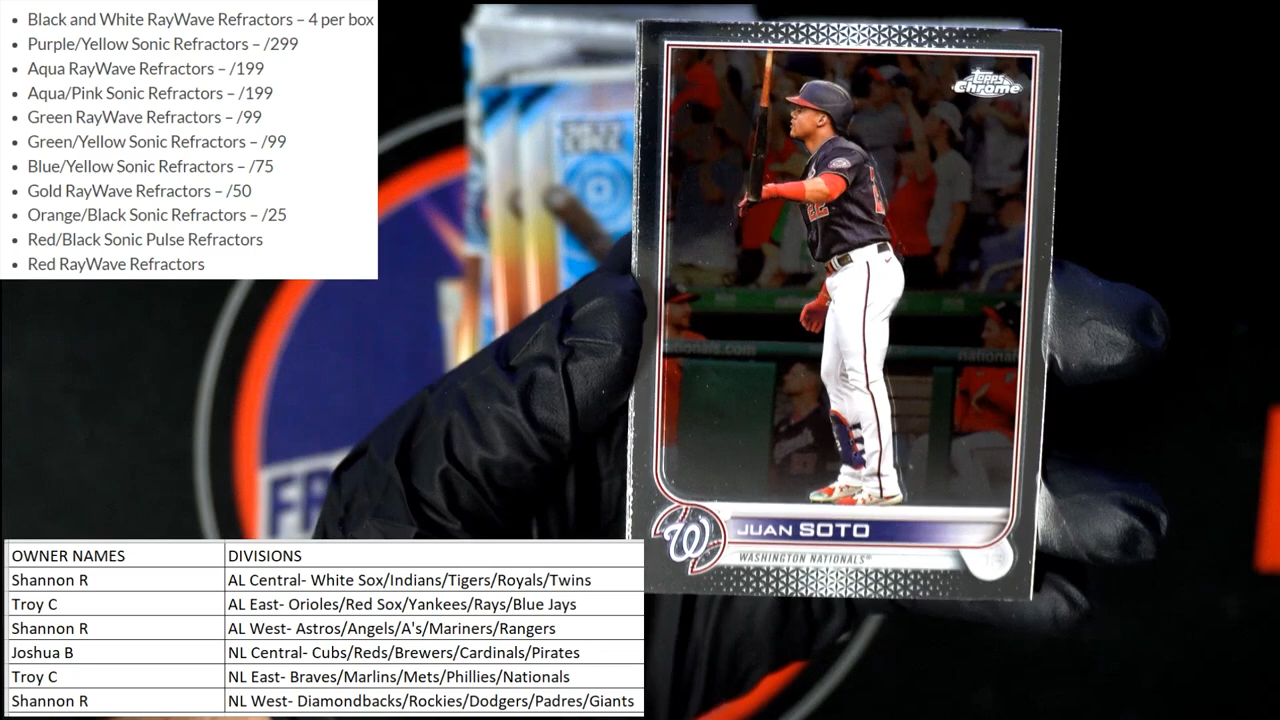 Black and White RayWave Refractors – 4 per box
Purple/Yellow Sonic Refractors – /299
Aqua RayWave Refractors – /199
Aqua/Pink Sonic Refractors – /199
Green RayWave Refractors – /99
Green/Yellow Sonic Refractors – /99
Blue/Yellow Sonic Refractors – /75
Gold RayWave Refractors – /50
Orange/Black Sonic Refractors – /25
Red/Black Sonic Pulse Refractors
Red RayWave Refractors
2022
Topps
Chrome
22
nationals.com
FR
W JUAN SOTO
WASHINGTON NATIONALS®
OWNER NAMES DIVISIONS
Shannon R AL Central- White Sox/Indians/Tigers/Royals/Twins
Troy C AL East- Orioles/Red Sox/Yankees/Rays/Blue Jays
Shannon R AL West- Astros/Angels/A's/Mariners/Rangers
Joshua B NL Central- Cubs/Reds/Brewers/Cardinals/Pirates
Troy C NL East- Braves/Marlins/Mets/Phillies/Nationals
Shannon R NL West- Diamondbacks/Rockies/Dodgers/Padres/Giants